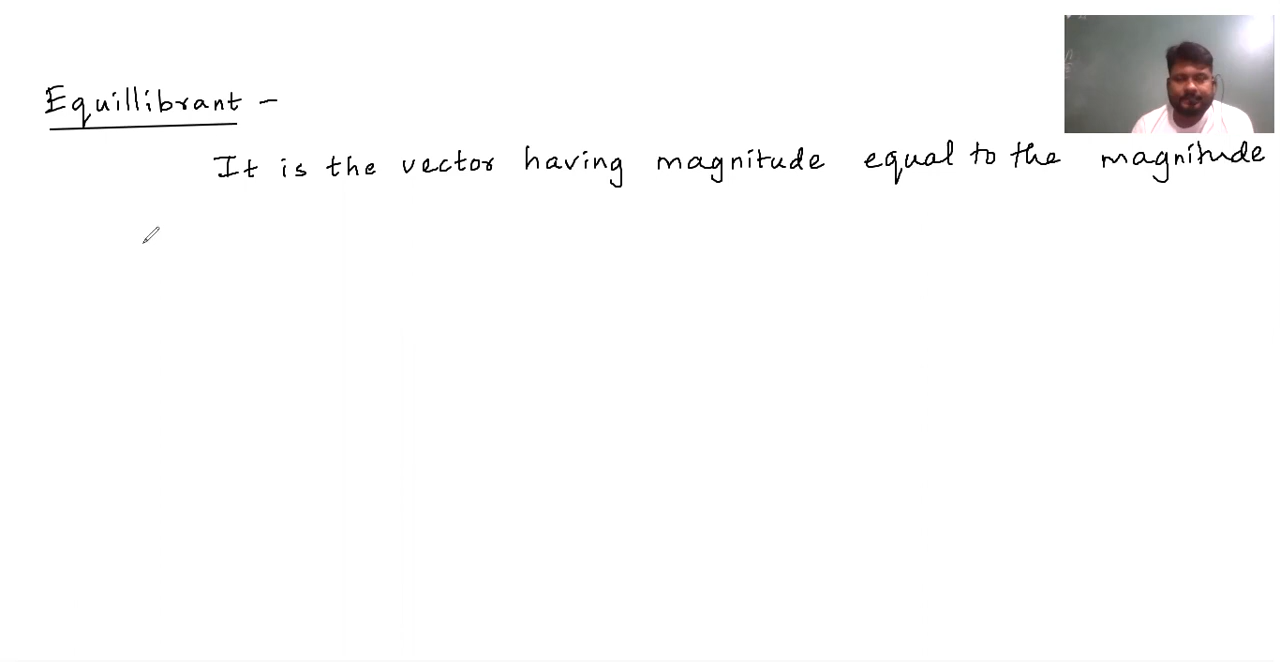 Equillibrant -
It is the vector having magnitude equal to the magnitude